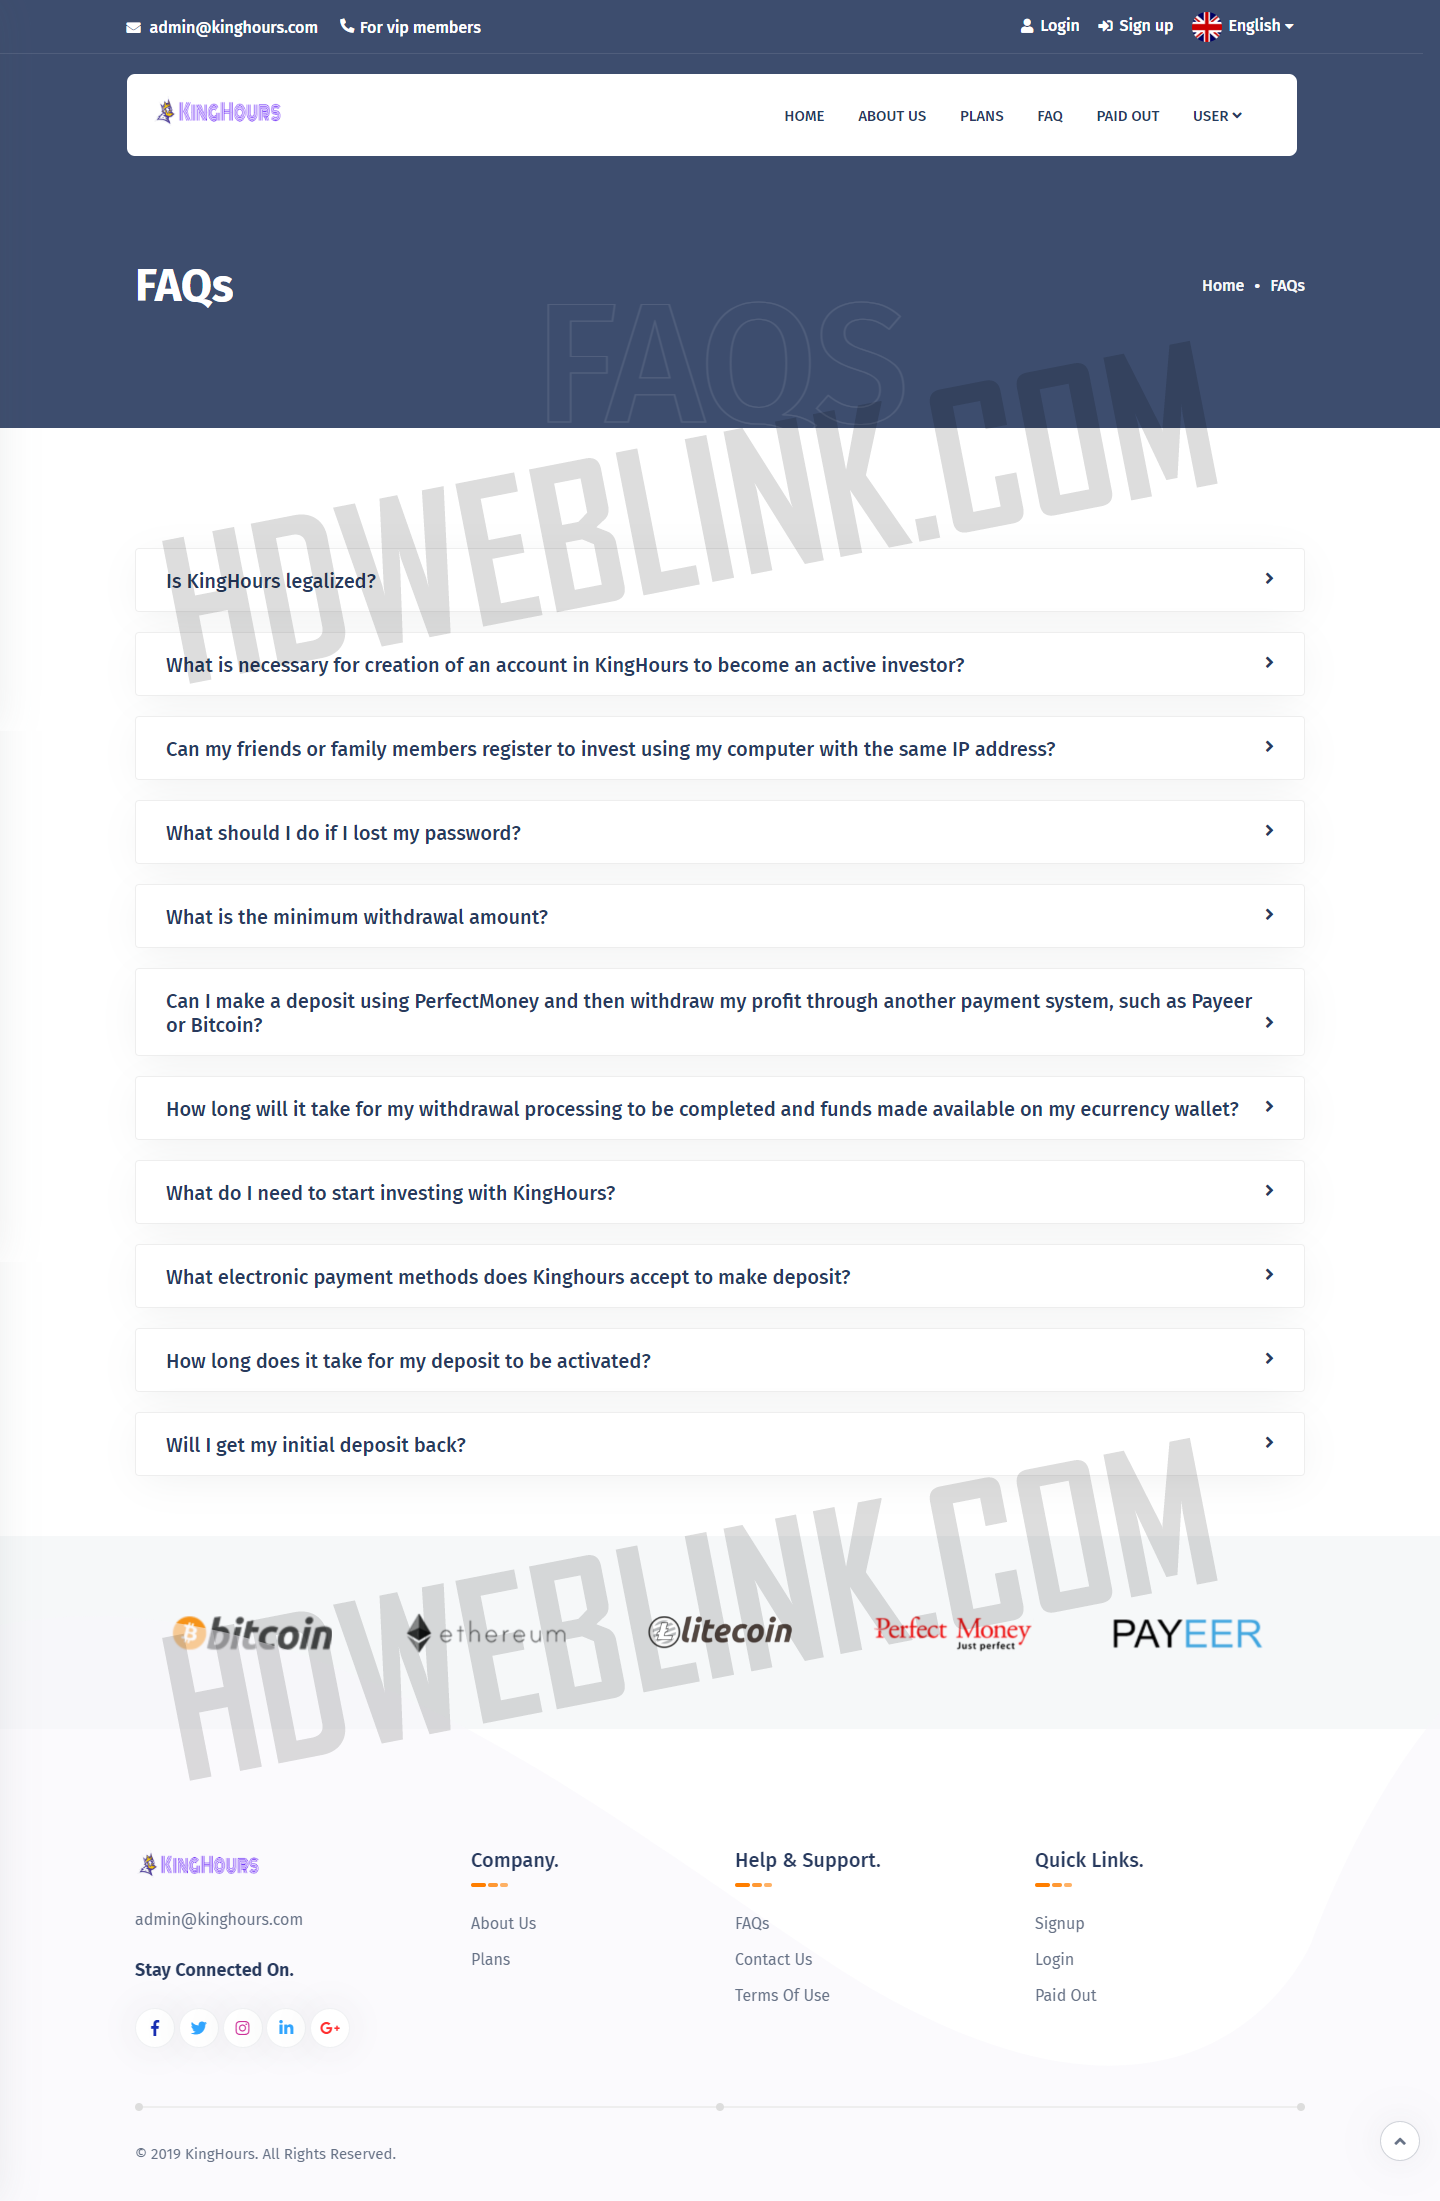 admin@kinghours.com For vip members Login Sign up English
KINGHOURS HOME ABOUT US PLANS FAQ PAID OUT USER
FAQs Home • FAQs
FAQS
HDWEBLINK.COM
Is KingHours legalized?
What is necessary for creation of an account in KingHours to become an active investor?
Can my friends or family members register to invest using my computer with the same IP address?
What should I do if I lost my password?
What is the minimum withdrawal amount?
Can I make a deposit using PerfectMoney and then withdraw my profit through another payment system, such as Payeer
or Bitcoin?
How long will it take for my withdrawal processing to be completed and funds made available on my ecurrency wallet?
What do I need to start investing with KingHours?
What electronic payment methods does Kinghours accept to make deposit?
How long does it take for my deposit to be activated?
Will I get my initial deposit back?
HDWEBLINK.COM
bitcoin ethereum litecoin Perfect Money PAYEER
Just perfect
KINGHOURS
admin@kinghours.com
Stay Connected On.
Company.
About Us
Plans
Help & Support.
FAQs
Contact Us
Terms Of Use
Quick Links.
Signup
Login
Paid Out
© 2019 KingHours. All Rights Reserved.